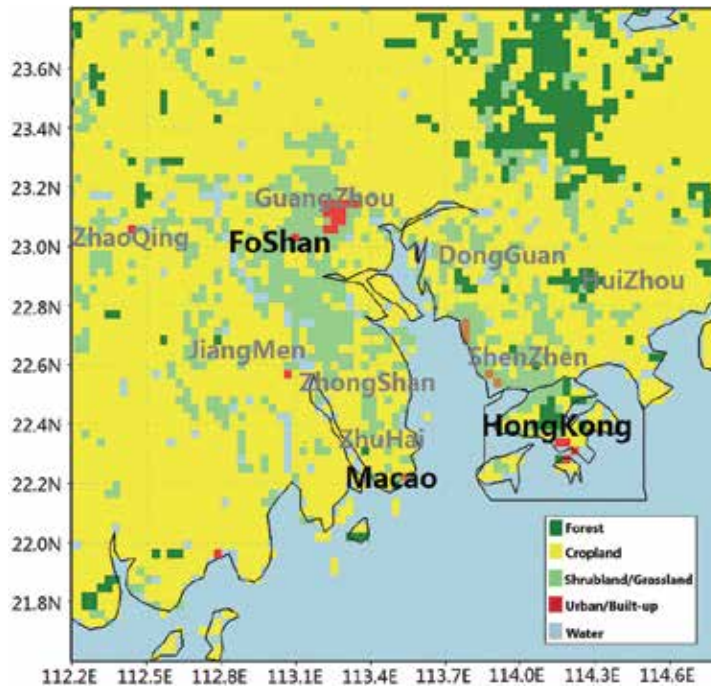 23.6N
23.4N
23.2N
GuangZhou
ZhaoQing
23.0N
FoShan
DongGuan
HuiZhou
22.8N
JiangMen
22.6N
ShenZhen
ZhongShan
22.4N
ZhuHai
HongKong
Macao
22.2N
22.0N
21.8N
Forest
Cropland
Shrubland/Grassland
Urban/Built-up
Water
112.2E 112.5E 112.8E 113.1E 113.4E 113.7E 114.0E 114.3E 114.6E